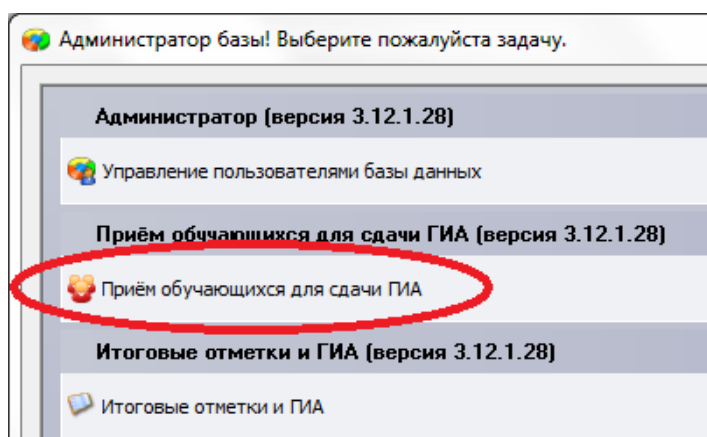 Администратор базы! Выберите пожалуйста задачу.
Администратор (версия 3.12.1.28)
Управление пользователями базы данных
Приём обучающихся для сдачи ГИА (версия 3.12.1.28)
Приём обучающихся для сдачи ГИА
Итоговые отметки и ГИА (версия 3.12.1.28)
Итоговые отметки и ГИА